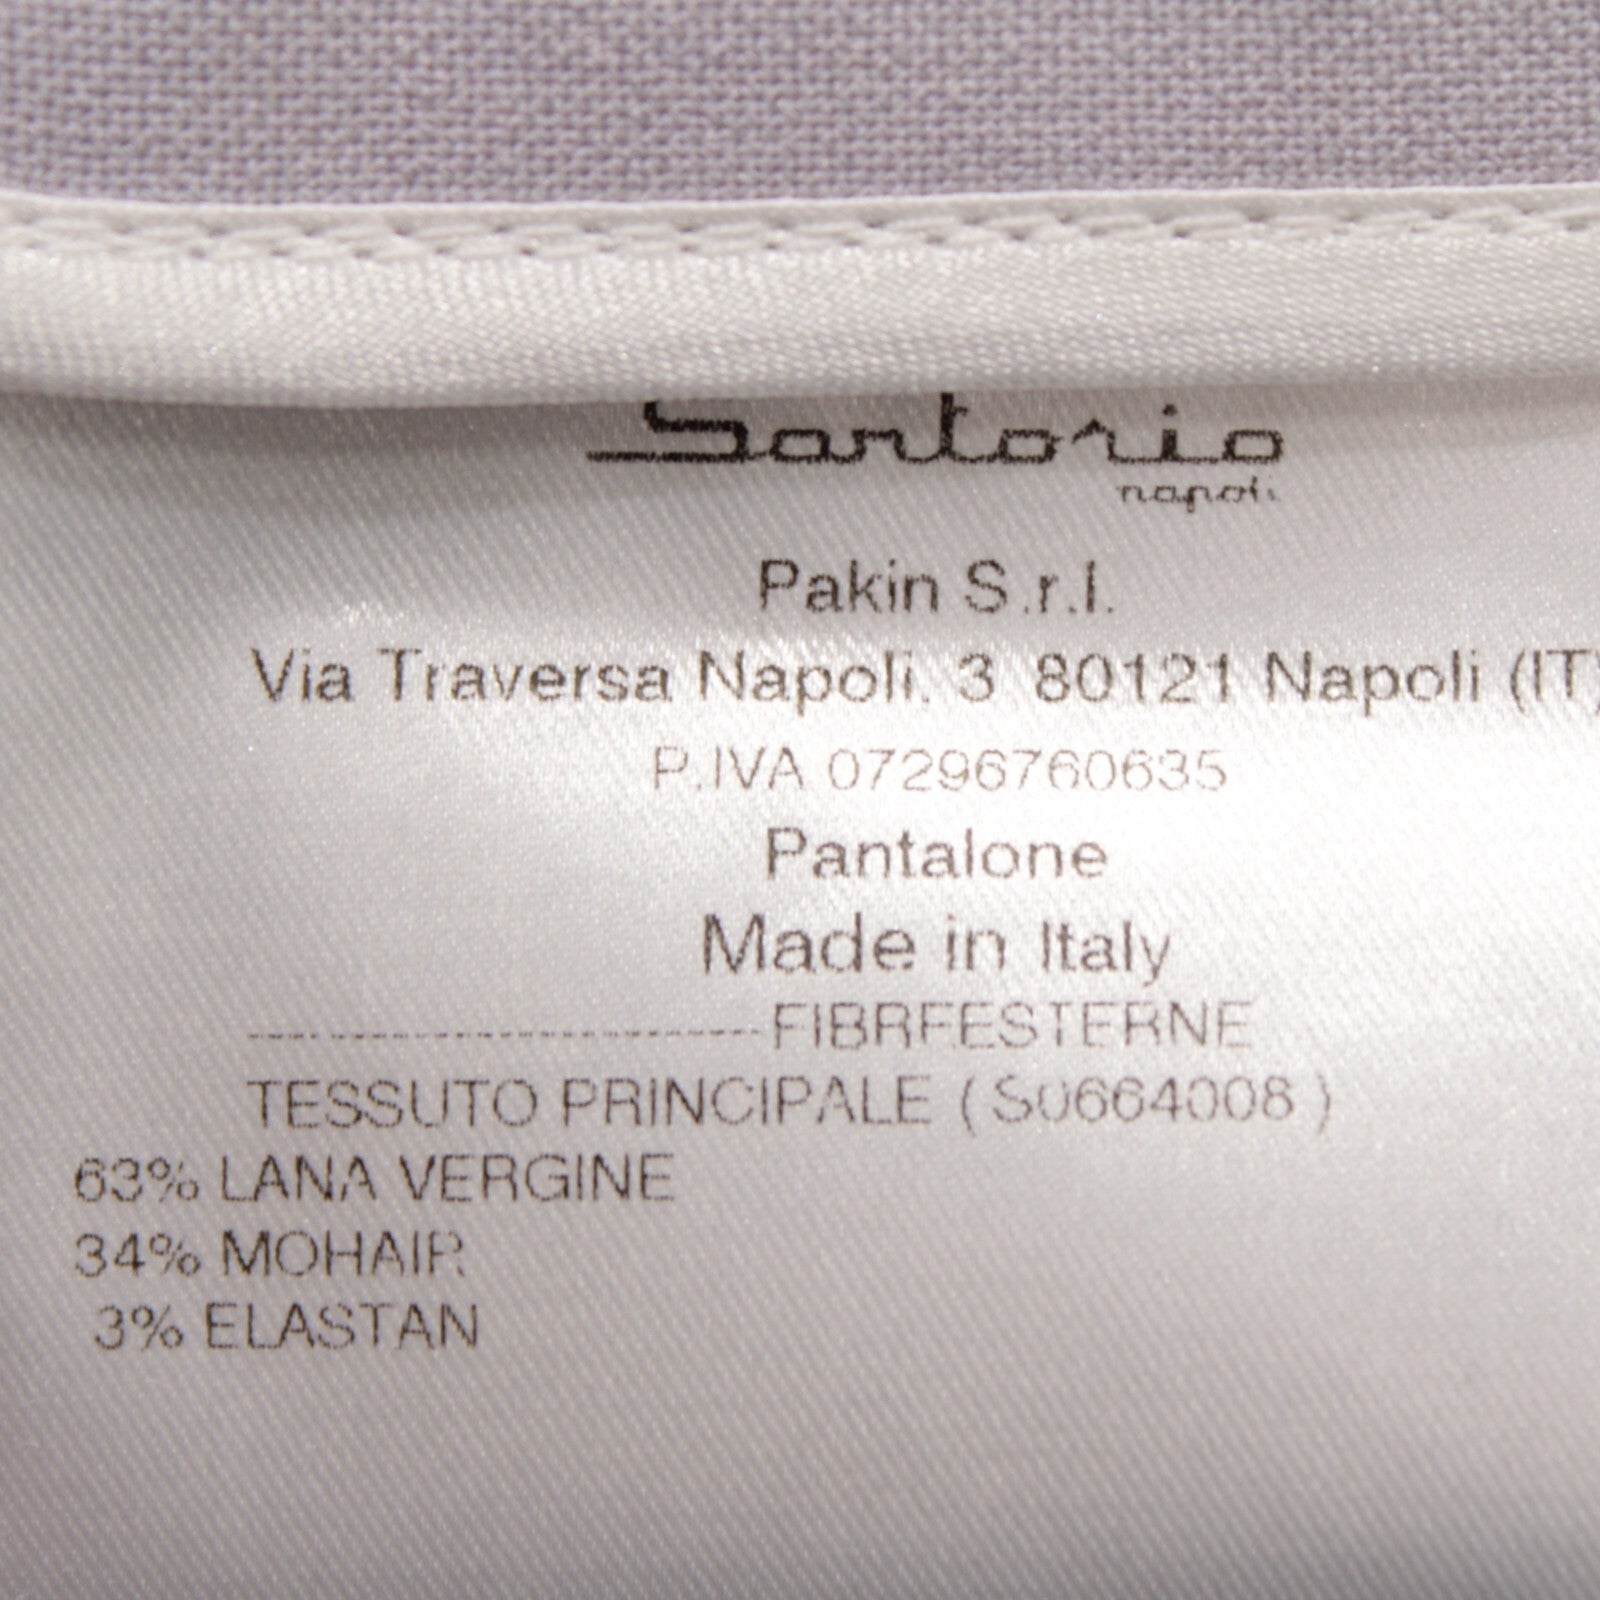 Sartorio
napoli
Pakin S.r.l.
Via Traversa Napoli, 3 80121 Napoli (IT)
P.IVA 07296760635
Pantalone
Made in Italy
-------------------------FIBREESTERNE
TESSUTO PRINCIPALE ( S0664008 )
63% LANA VERGINE
34% MOHAIR
3% ELASTAN